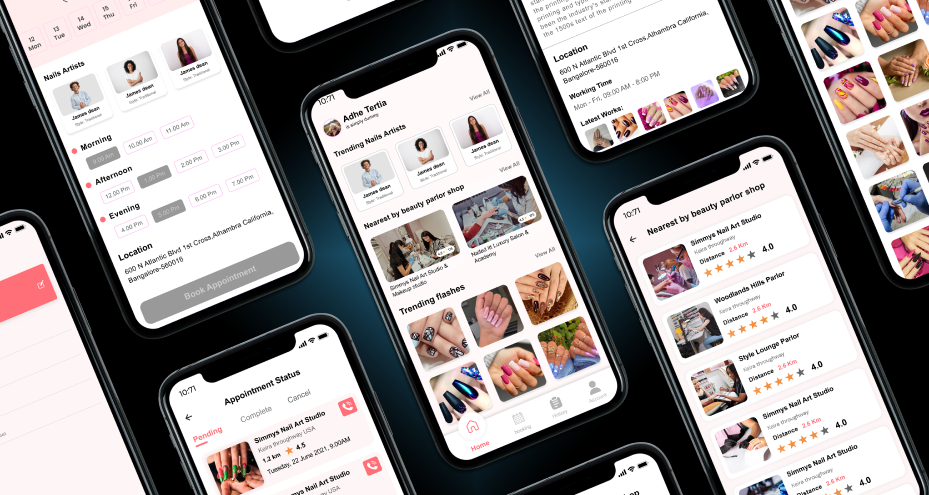 12
Mon
13
Tue
14
Wed
15
Thu
16
Fri
Nails Artists
James dean
Style: Traditional
James dean
Style: Traditional
James dean
Style: Traditional
Morning
9:00 Am
10.00 Am
11.00 Am
Afternoon
12.00 Pm
1.00 Pm
2.00 Pm
3.00 Pm
Evening
4.00 Pm
5.00 Pm
6.00 Pm
7.00 Pm
Location
600 N Atlantic Blvd 1st Cross,Alhambra California,
Bangalore-560016
Book Appointment
10:71
Appointment Status
Pending
Complete
Cancel
Simmys Nail Art Studio
Keira throughway USA
1.2 km
4.5
Tuesday, 22 June 2021, 9:00AM
Simmys Nail Art Studio
10:71
Adhe Tertia
is simply dummy
View All
Trending Nails Artists
James dean
Style: Traditional
James dean
Style: Traditional
James dean
Style: Traditional
Nearest by beauty parlor shop
View All
Simmys Nail Art Studio &
Makeup studio
Nailed It! Luxury Salon &
Academy
Trending flashes
View All
Home
booking
History
Account
the printing
printing and
been the industry's
the 1500s text of the printing
Location
600 N Atlantic Blvd 1st Cross,Alhambra California,
Bangalore-560016
Working Time
Mon - Fri, 09:00 AM - 8:00 PM
Latest Works:
10:71
Nearest by beauty parlor shop
Simmys Nail Art Studio
Keira throughway
Distance 2.6 Km
4.0
Woodlands Hills Parlor
Keira throughway
Distance 2.6 Km
4.0
Style Lounge Parlor
Keira throughway
Distance 2.6 Km
4.0
Simmys Nail Art Studio
Keira throughway
Distance 2.6 Km
4.0
Simmys Nail Art Studio
Keira throughway
Distance 2.6 Km
4.0